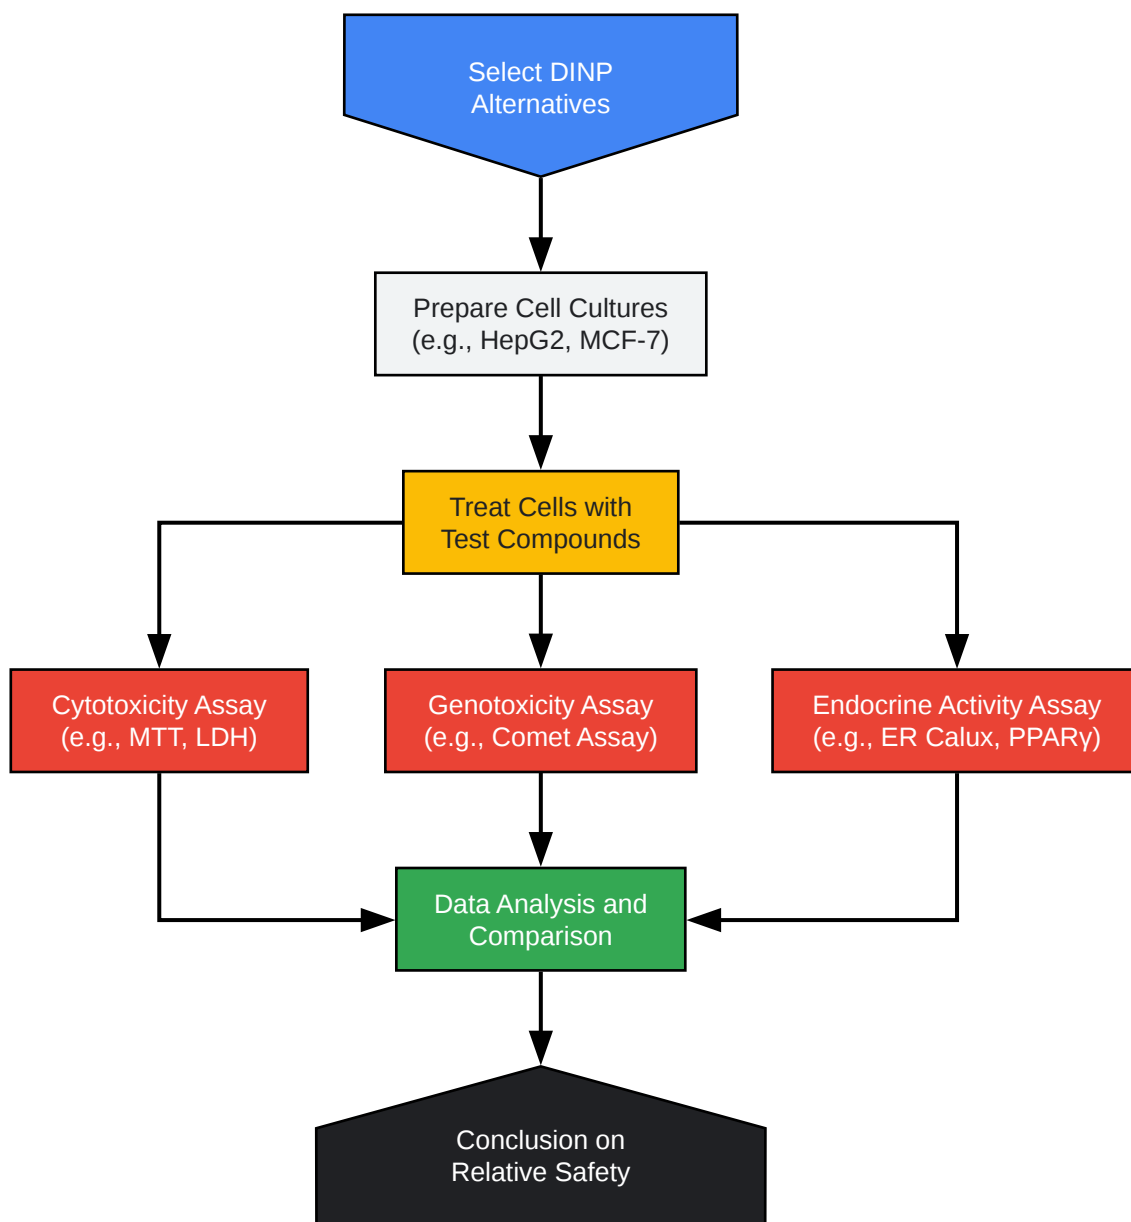 Select DINP
Alternatives
Prepare Cell Cultures
(e.g., HepG2, MCF-7)
Treat Cells with
Test Compounds
Cytotoxicity Assay
(e.g., MTT, LDH)
Genotoxicity Assay
(e.g., Comet Assay)
Endocrine Activity Assay
(e.g., ER Calux, PPARγ)
Data Analysis and
Comparison
Conclusion on
Relative Safety